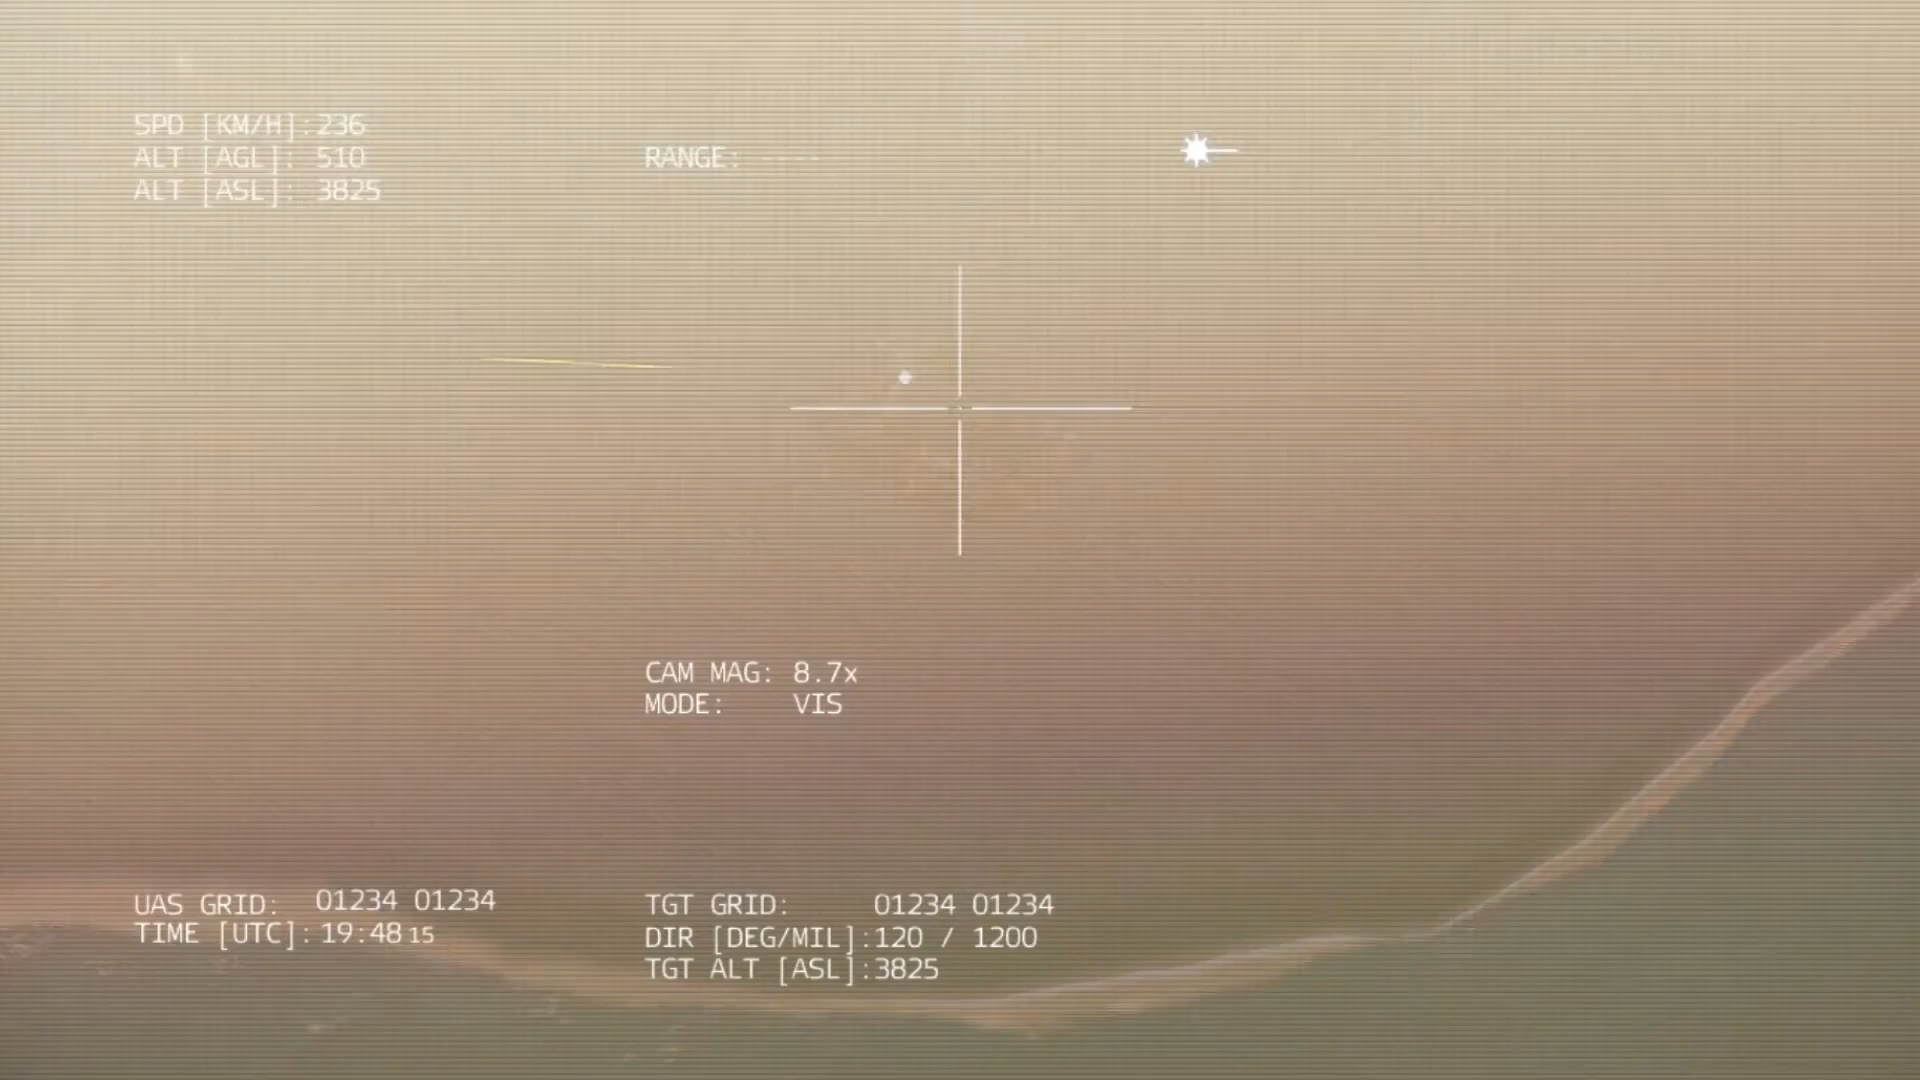 SPD [KM/H]:236
ALT [AGL]: 510
ALT [ASL]: 3825
RANGE: ----
CAM MAG: 8.7x
MODE: VIS
UAS GRID: 01234 01234
TIME [UTC]: 19:48 15
TGT GRID: 01234 01234
DIR [DEG/MIL]:120 / 1200
TGT ALT [ASL]:3825